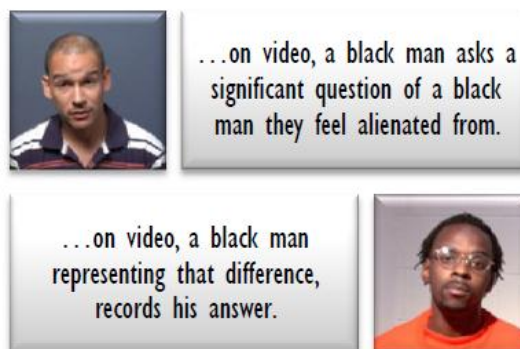 ...on video, a black man asks a
significant question of a black
man they feel alienated from.
...on video, a black man
representing that difference,
records his answer.